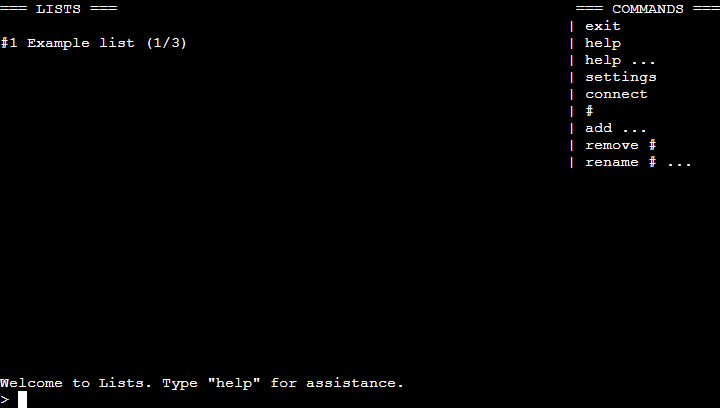 === LISTS === === COMMANDS ===
| exit
#1 Example list (1/3) | help
| help ...
| settings
| connect
| #
| add ...
| remove #
| rename # ...
Welcome to Lists. Type "help" for assistance.
>